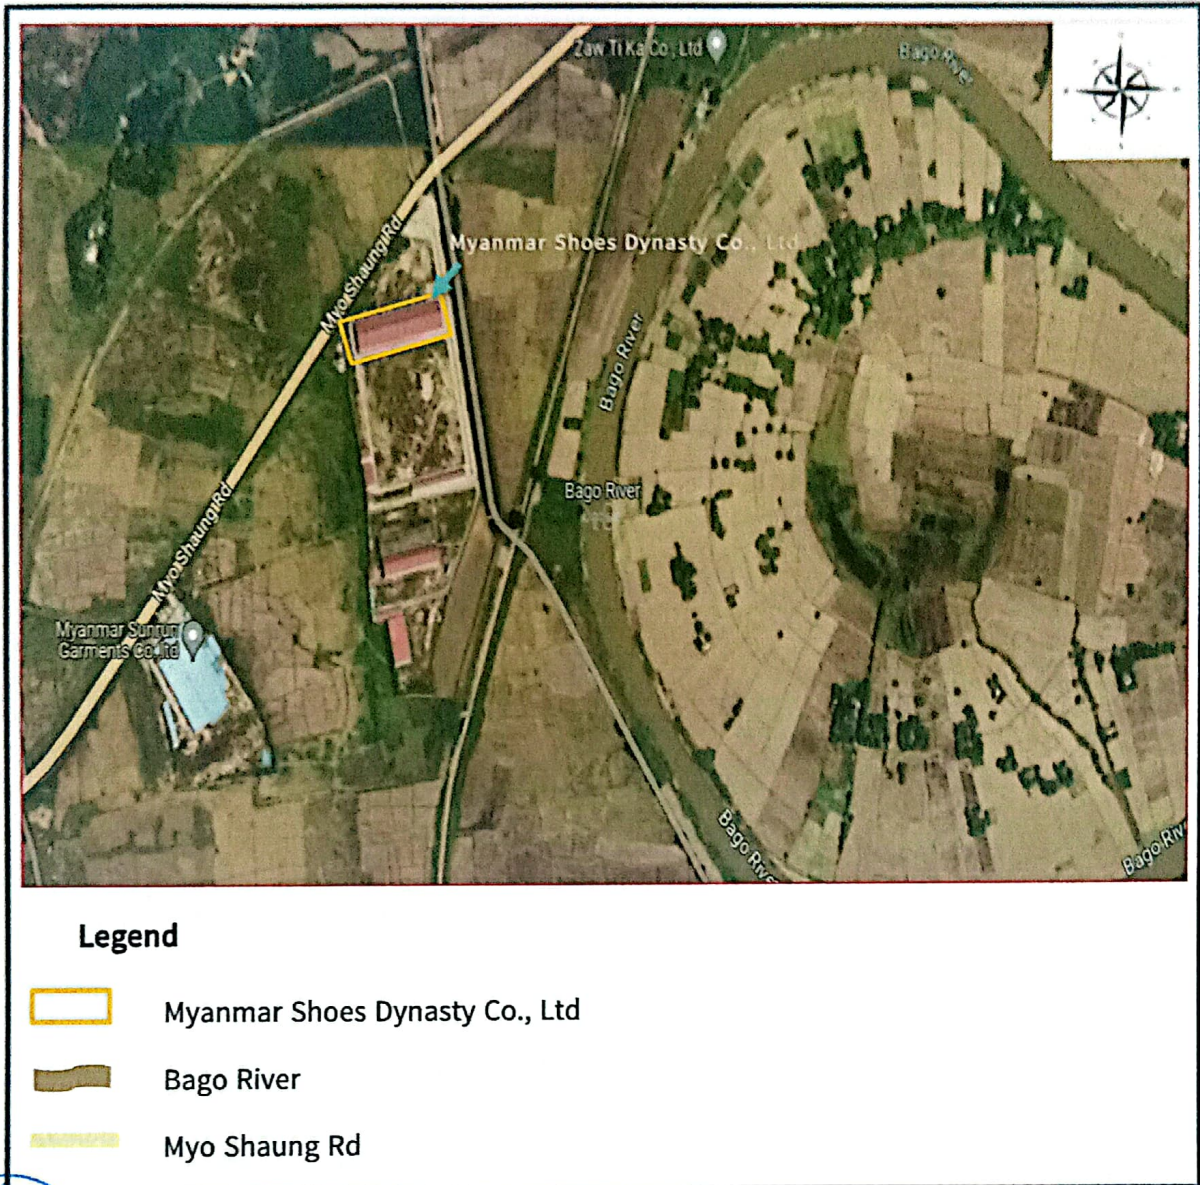 Zaw Ti Ka Co., Ltd
Bago River
Myo Shaung Rd
Myanmar Shoes Dynasty Co., Ltd
Bago River
Bago River
Myo Shaung Rd
Myanmar Sunrun
Garments Co.ltd
Bago River
Bago Riv
Legend
Myanmar Shoes Dynasty Co., Ltd
Bago River
Myo Shaung Rd